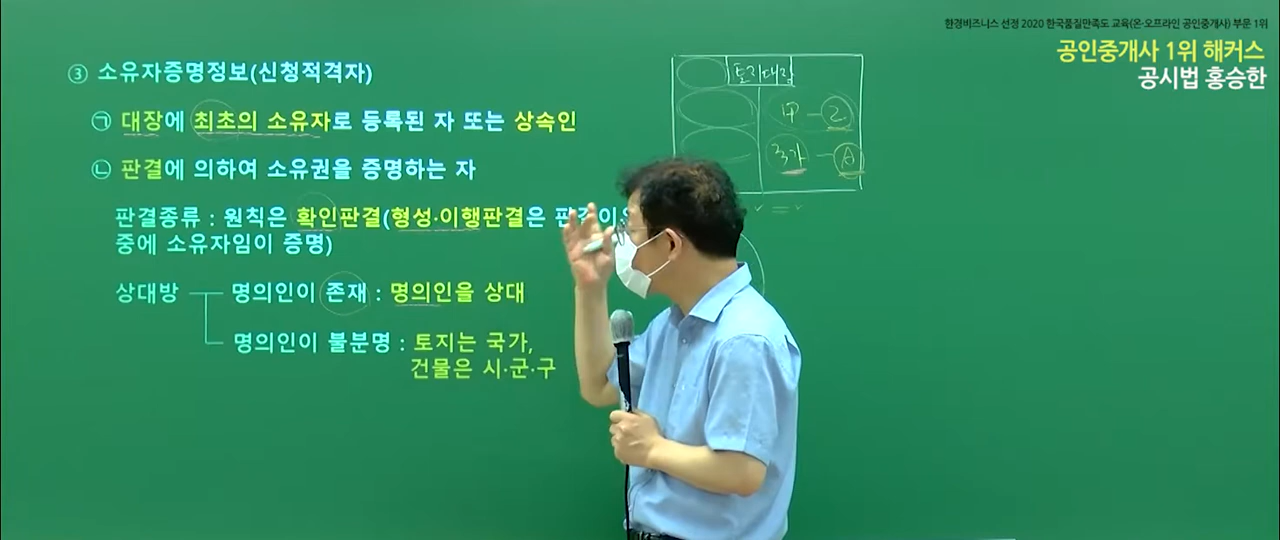 한경비즈니스 선정 2020 한국품질만족도 교육(온·오프라인 공인중개사) 부문 1위
공인중개사 1위 해커스
공시법 홍승한
③ 소유자증명정보(신청적격자)
㉠ 대장에 최초의 소유자로 등록된 자 또는 상속인
㉡ 판결에 의하여 소유권을 증명하는 자
판결종류 : 원칙은 확인판결(형성·이행판결은
중에 소유자임이 증명)
상대방
명의인이 존재 : 명의인을 상대
명의인이 불분명 : 토지는 국가,
건물은 시·군·구
토지대장
甲 - 乙
국가 - A